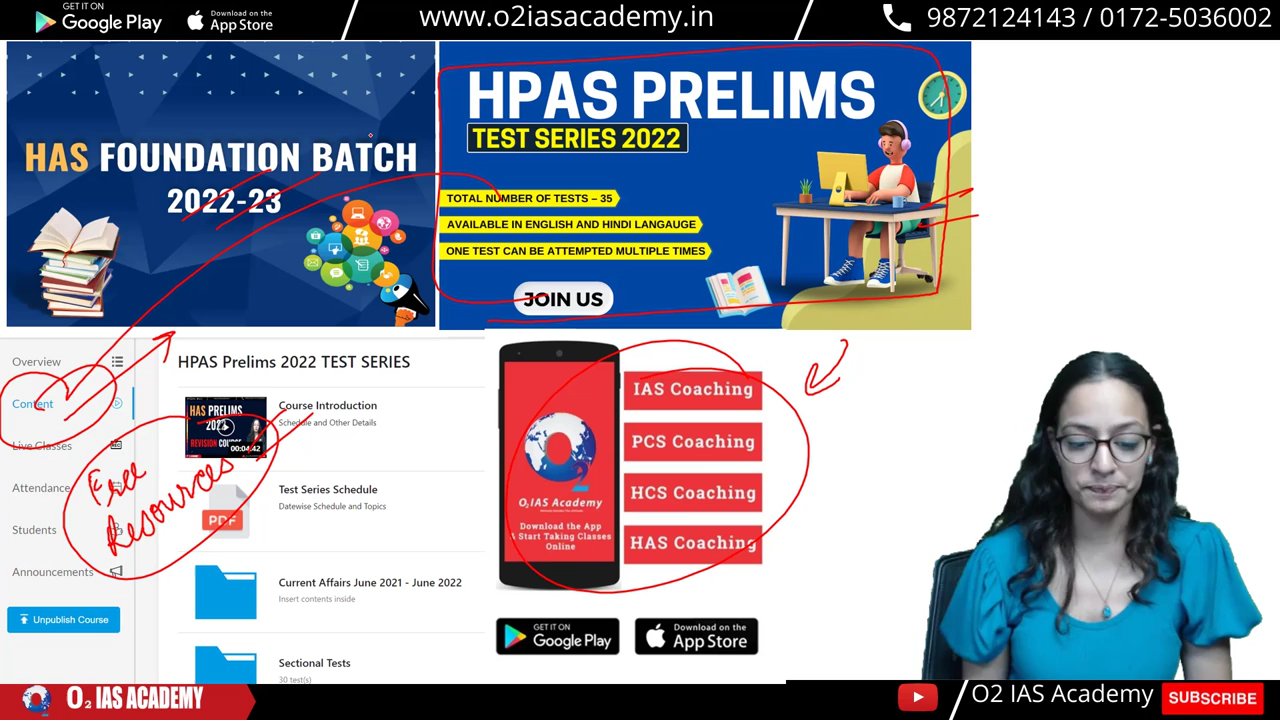 GET IT ON
Google Play
Download on the
App Store
www.o2iasacademy.in
9872124143 / 0172-5036002
HAS FOUNDATION BATCH
2022-23
HPAS PRELIMS
TEST SERIES 2022
TOTAL NUMBER OF TESTS – 35
AVAILABLE IN ENGLISH AND HINDI LANGAUGE
ONE TEST CAN BE ATTEMPTED MULTIPLE TIMES
JOIN US
Overview
Content
Live Classes
Attendance
Students
Announcements
Unpublish Course
Free
Resources
HPAS Prelims 2022 TEST SERIES
HAS PRELIMS
2022
REVISION COURSE
00:04:42
Course Introduction
Schedule and Other Details
PDF
Test Series Schedule
Datewise Schedule and Topics
Current Affairs June 2021 - June 2022
Insert contents inside
Sectional Tests
30 test(s)
O2 IAS Academy
Download the App
& Start Taking Classes
Online
IAS Coaching
PCS Coaching
HCS Coaching
HAS Coaching
GET IT ON
Google Play
Download on the
App Store
O2 IAS ACADEMY
O2 IAS Academy
SUBSCRIBE